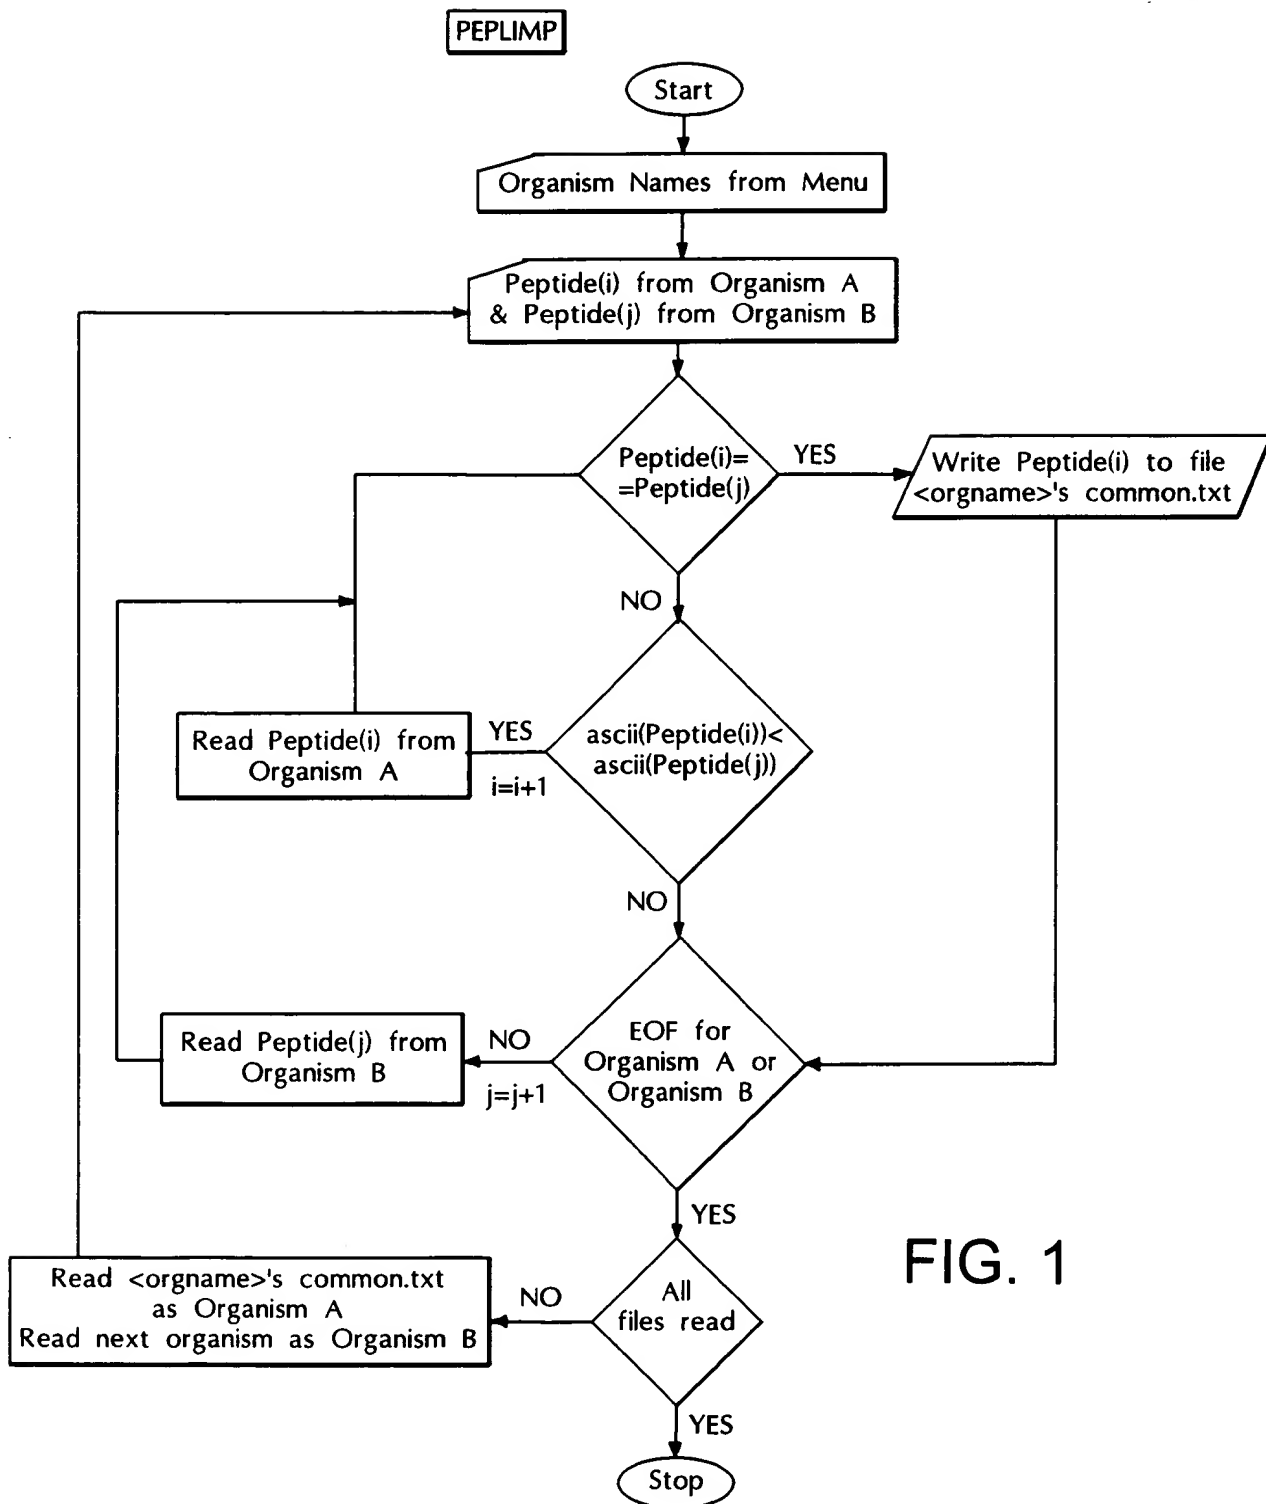 PEPLIMP
Start
Organism Names from Menu
Peptide(i) from Organism A
& Peptide(j) from Organism B
Peptide(i)=
=Peptide(j)
YES
Write Peptide(i) to file
<orgname>'s common.txt
NO
ascii(Peptide(i))<
ascii(Peptide(j))
YES
i=i+1
Read Peptide(i) from
Organism A
NO
EOF for
Organism A or
Organism B
NO
j=j+1
Read Peptide(j) from
Organism B
YES
All
files read
NO
Read <orgname>'s common.txt
as Organism A
Read next organism as Organism B
YES
Stop
FIG. 1